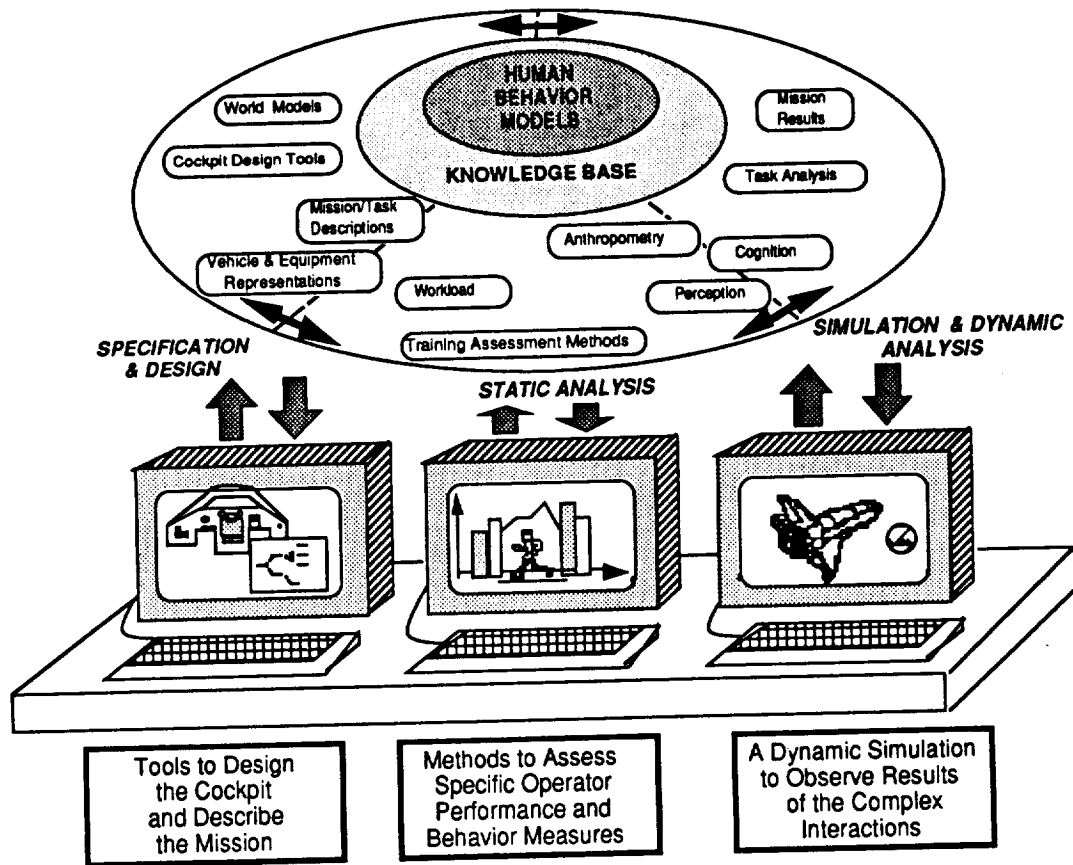 HUMAN
BEHAVIOR
MODELS
KNOWLEDGE BASE
World Models
Cockpit Design Tools
Mission/Task
Descriptions
Vehicle & Equipment
Representations
Workload
Training Assessment Methods
Anthropometry
Perception
Cognition
Task Analysis
Mission
Results
SPECIFICATION
& DESIGN
STATIC ANALYSIS
SIMULATION & DYNAMIC
ANALYSIS
Tools to Design
the Cockpit
and Describe
the Mission
Methods to Assess
Specific Operator
Performance and
Behavior Measures
A Dynamic Simulation
to Observe Results
of the Complex
Interactions